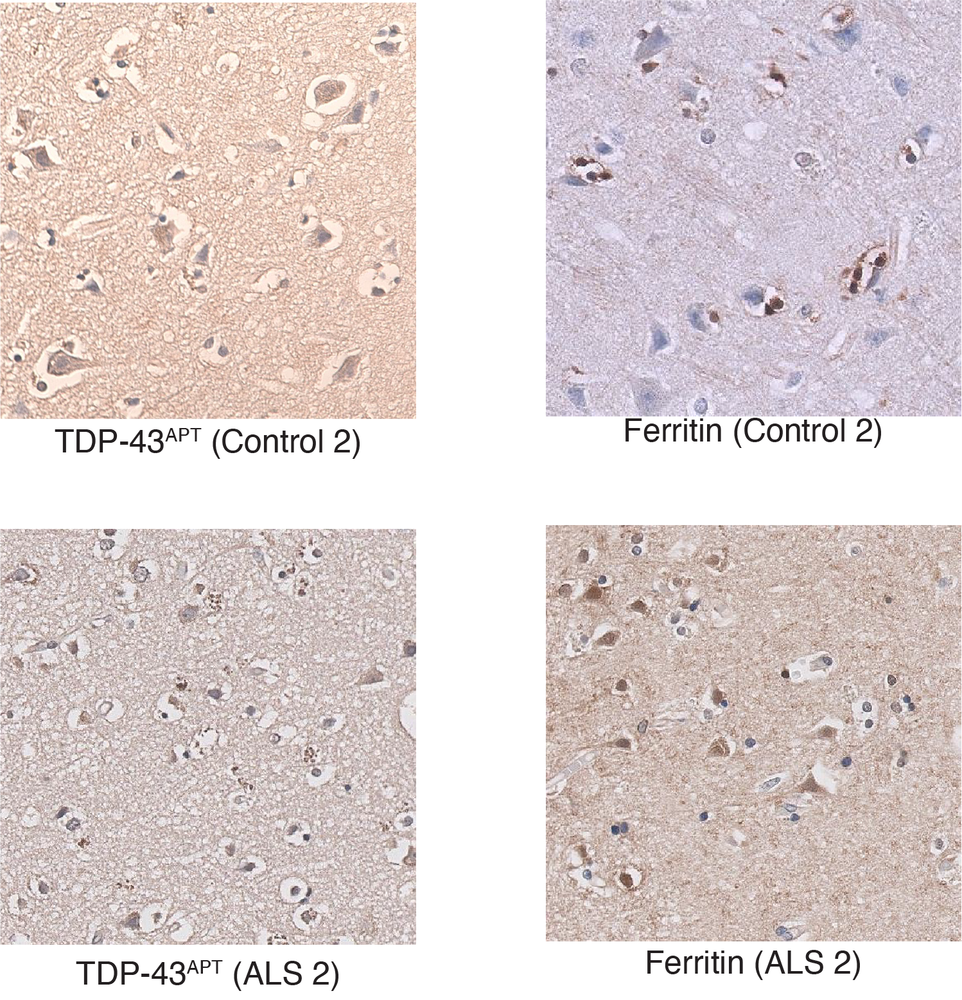 TDP-43ᴬᴾᵀ (Control 2)
Ferritin (Control 2)
TDP-43ᴬᴾᵀ (ALS 2)
Ferritin (ALS 2)